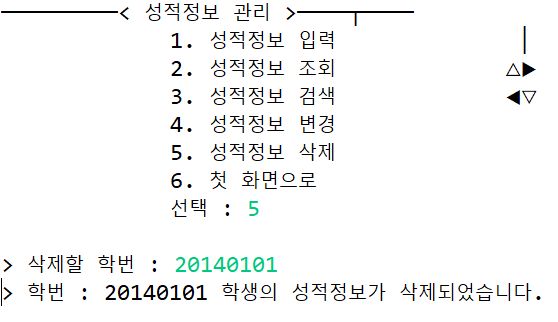 ──────────< 성적정보 관리 >────┬─────
1. 성적정보 입력 │
2. 성적정보 조회 △▶
3. 성적정보 검색 ◀▽
4. 성적정보 변경
5. 성적정보 삭제
6. 첫 화면으로
선택 : 5
> 삭제할 학번 : 20140101
> 학번 : 20140101 학생의 성적정보가 삭제되었습니다.